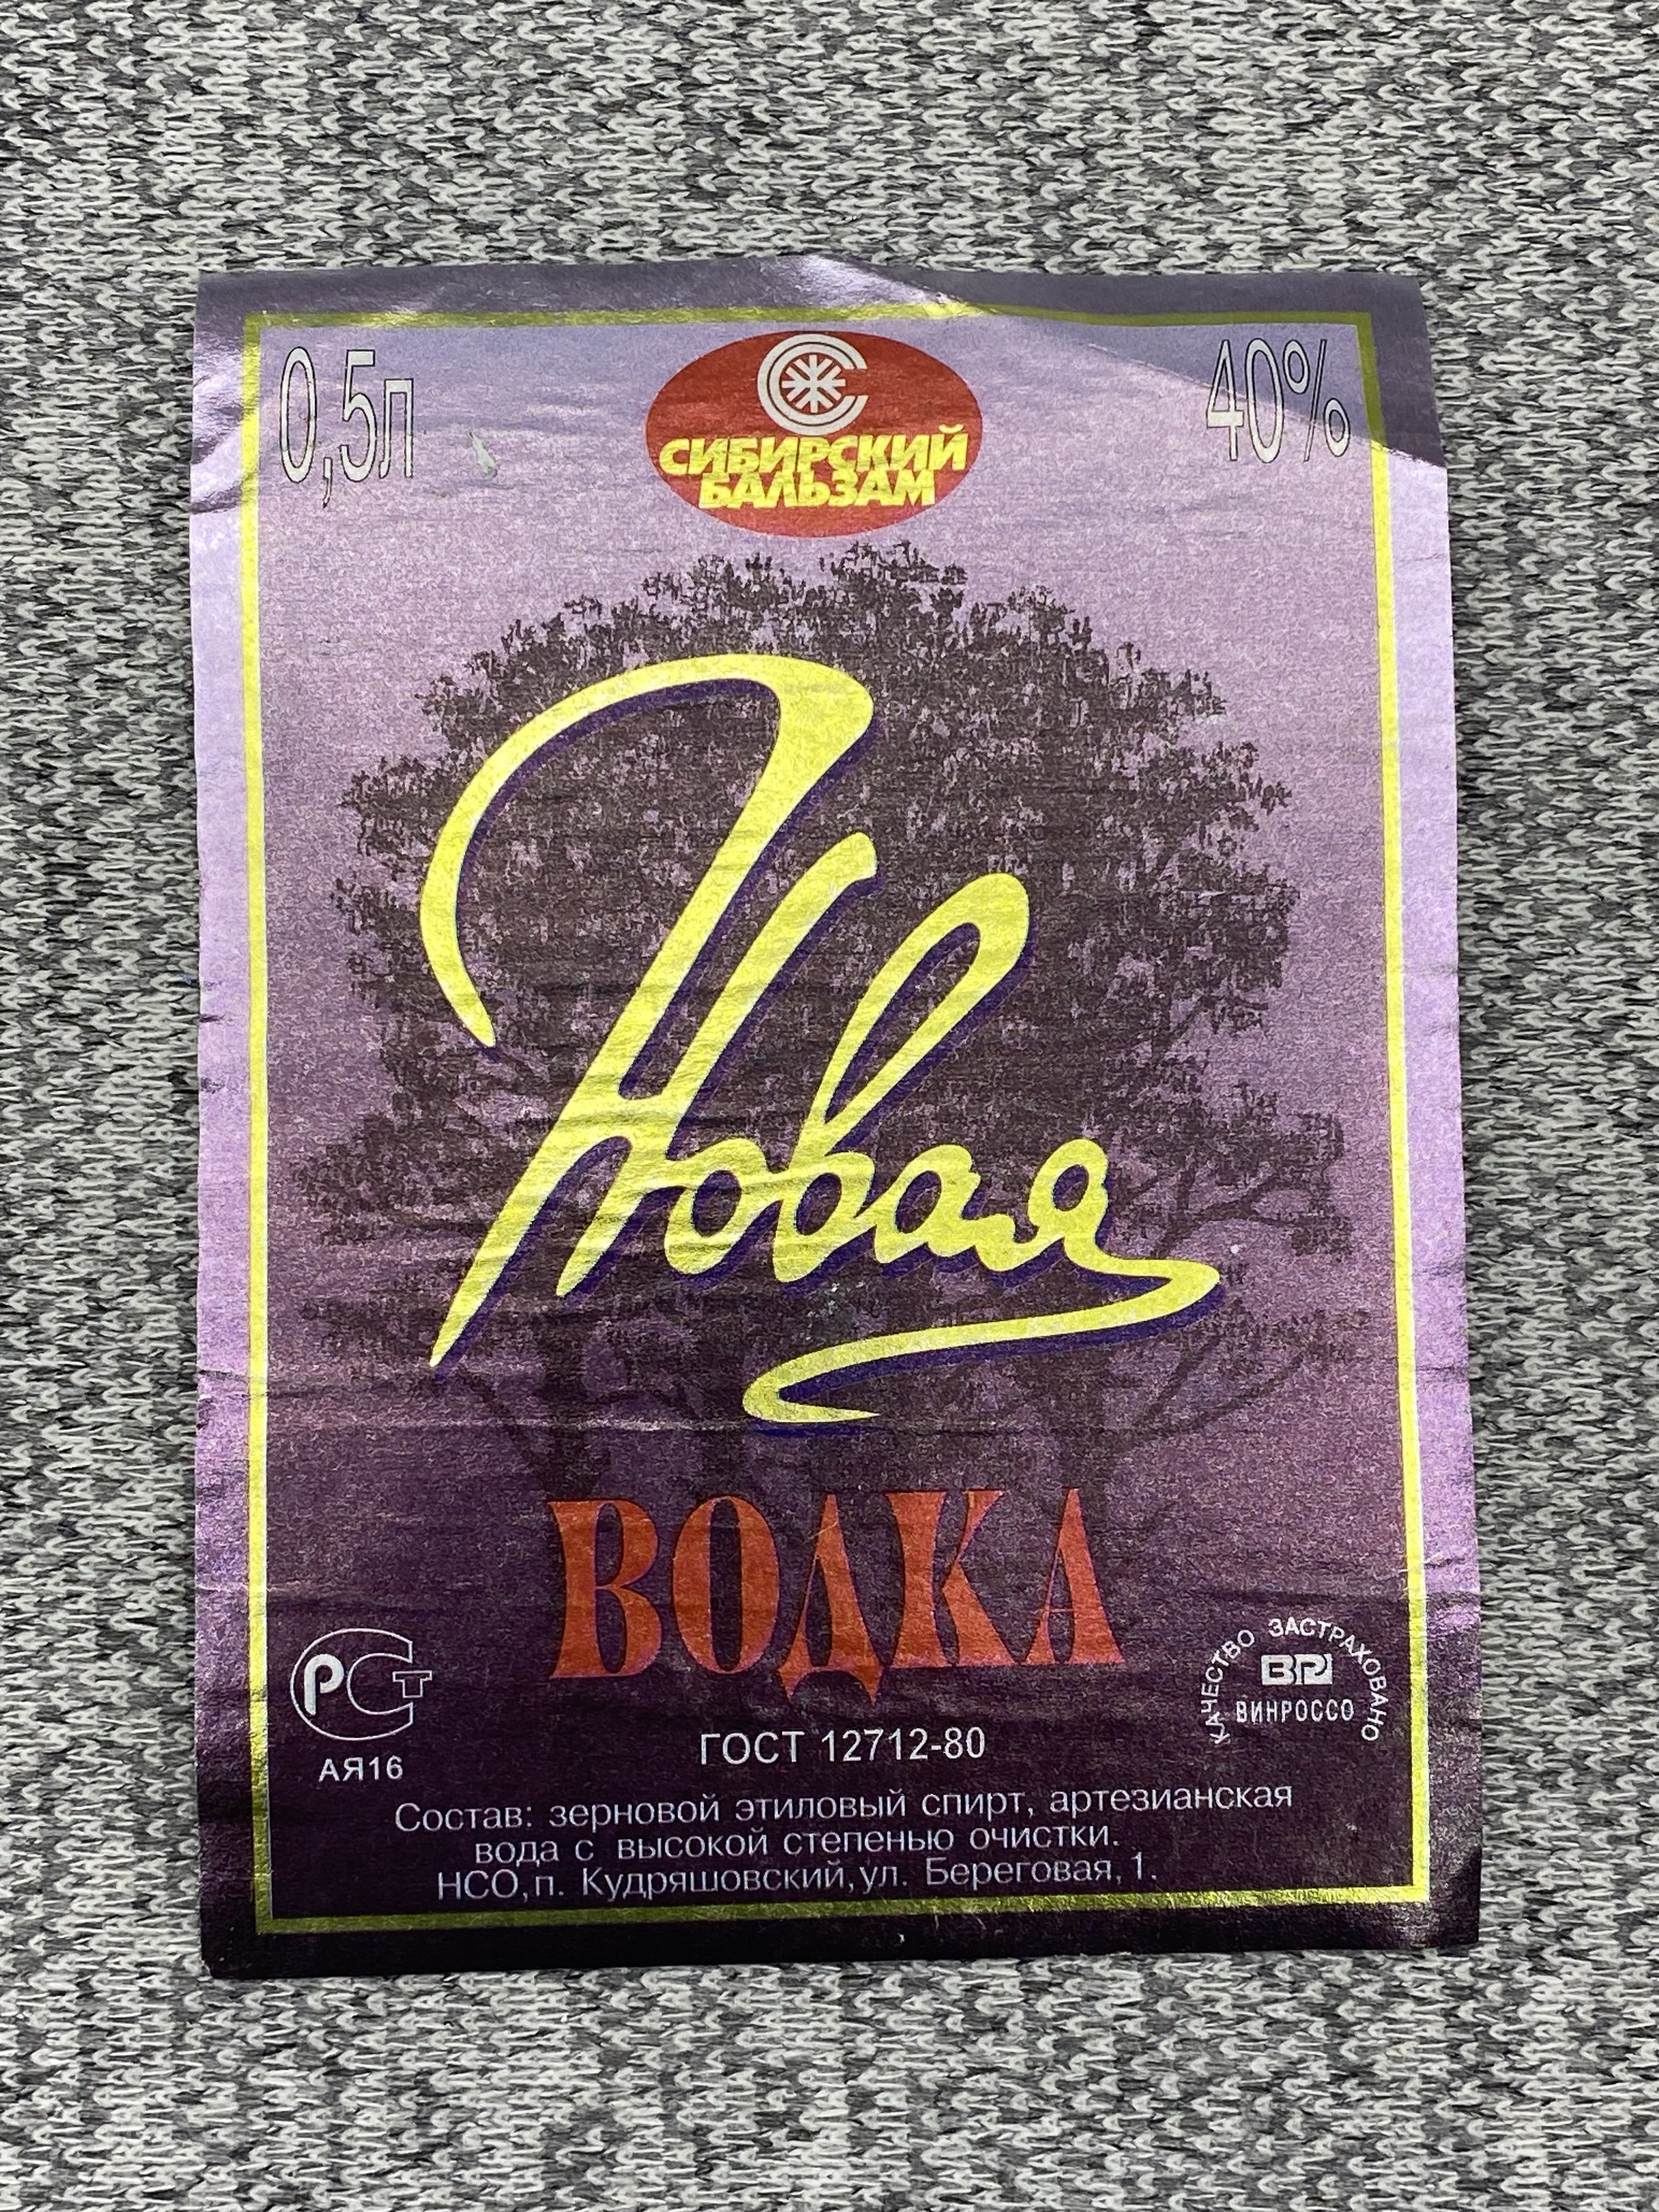 0,5л
СИБИРСКИЙ
БАЛЬЗАМ
40%
Новая
ВОДКА
РСТ
АЯ16
КАЧЕСТВО ЗАСТРАХОВАНО
ВИНРОССО
ГОСТ 12712-80
Состав: зерновой этиловый спирт, артезианская
вода с высокой степенью очистки.
НСО, п. Кудряшовский, ул. Береговая, 1.